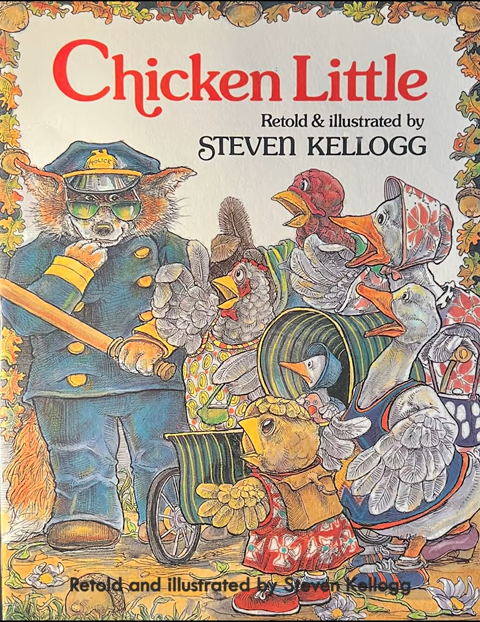 Chicken Little
Retold & illustrated by
STEVEN KELLOGG
POLICE
Retold and illustrated by Steven Kellogg